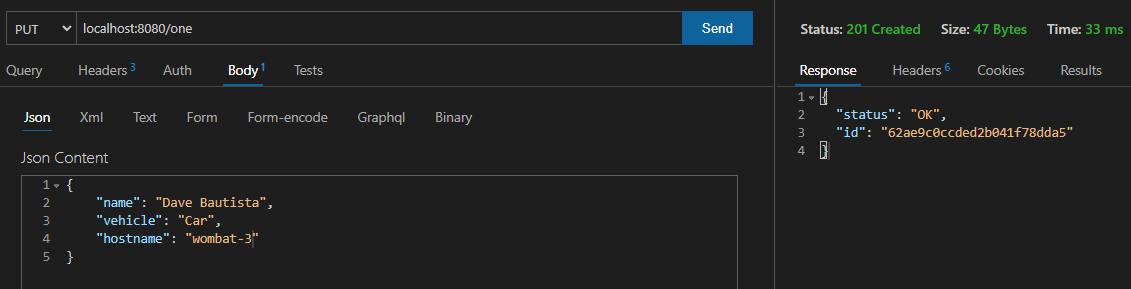 PUT localhost:8080/one Send
Query Headers 3 Auth Body 1 Tests
Json Xml Text Form Form-encode Graphql Binary
Json Content
1 {
2 "name": "Dave Bautista",
3 "vehicle": "Car",
4 "hostname": "wombat-3"
5 }
Status: 201 Created Size: 47 Bytes Time: 33 ms
Response Headers 6 Cookies Results
1 {
2 "status": "OK",
3 "id": "62ae9c0ccded2b041f78dda5"
4 }